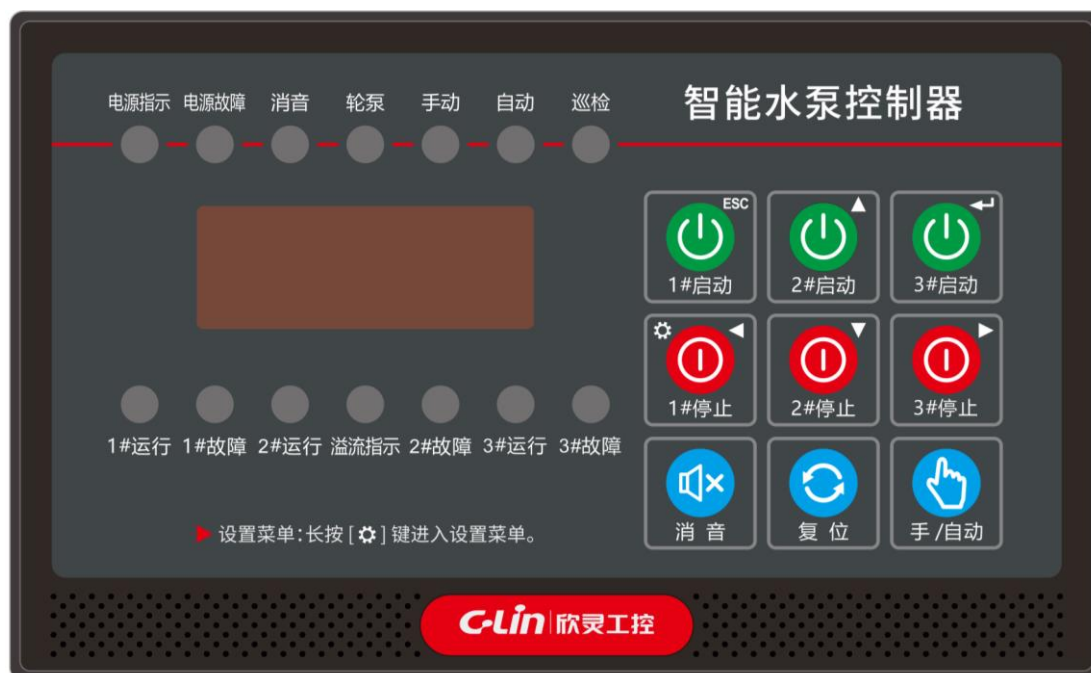 智能水泵控制器
电源指示 电源故障 消音 轮泵 手动 自动 巡检
ESC
1#启动 2#启动 3#启动
1#停止 2#停止 3#停止
1#运行 1#故障 2#运行 溢流指示 2#故障 3#运行 3#故障
消音 复位 手/自动
设置菜单:长按[ ]键进入设置菜单。
C-Lin 欣灵工控